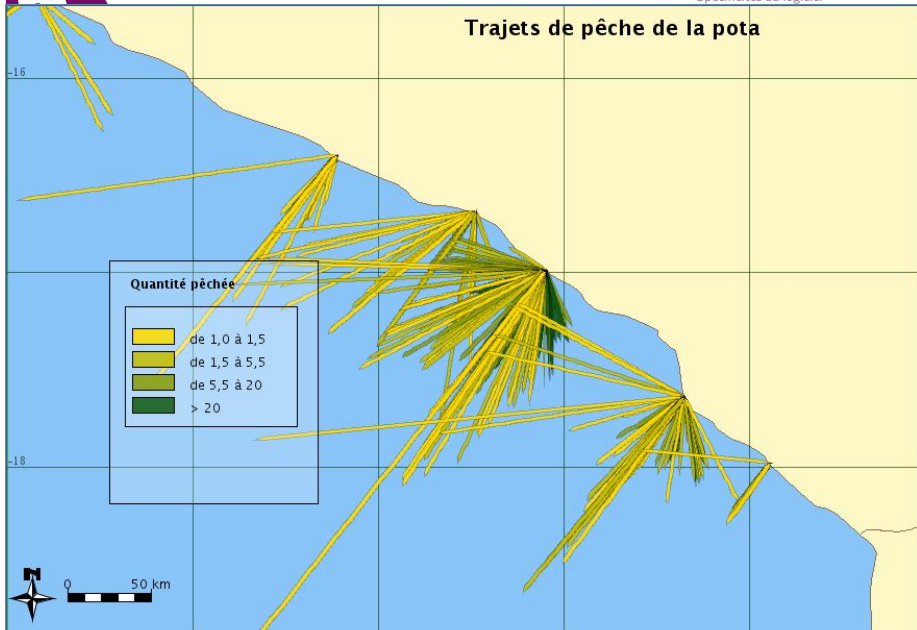 Trajets de pêche de la pota
-16
Quantité pêchée
de 1,0 à 1,5
de 1,5 à 5,5
de 5,5 à 20
> 20
-18
N
0 50 km